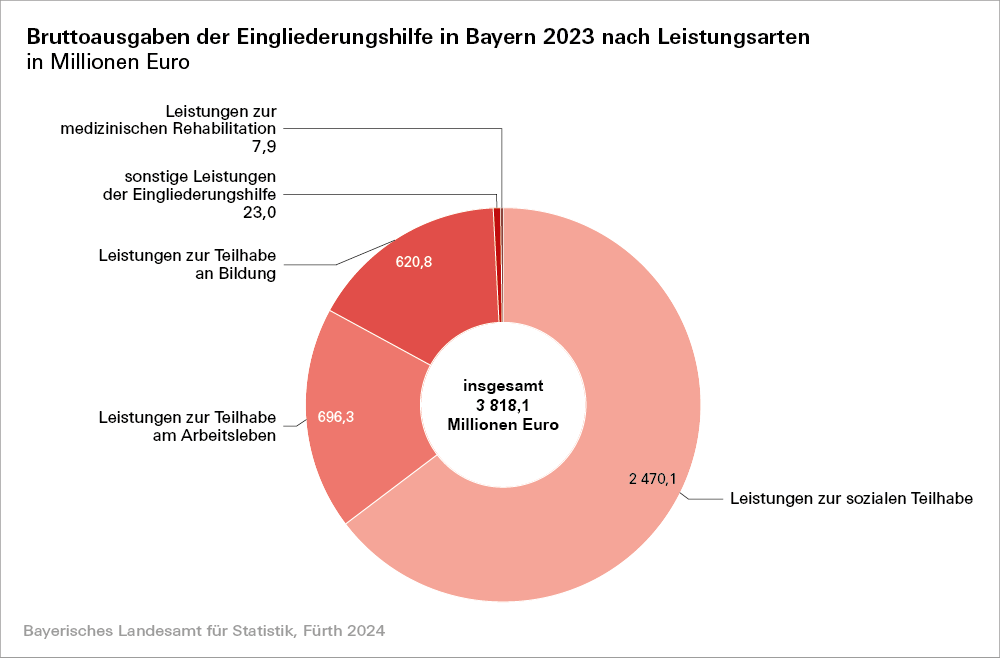 Bruttoausgaben der Eingliederungshilfe in Bayern 2023 nach Leistungsarten
in Millionen Euro
Leistungen zur
medizinischen Rehabilitation
7,9
sonstige Leistungen
der Eingliederungshilfe
23,0
Leistungen zur Teilhabe
an Bildung
620,8
insgesamt
3 818,1
Millionen Euro
Leistungen zur Teilhabe
am Arbeitsleben
696,3
2 470,1
Leistungen zur sozialen Teilhabe
Bayerisches Landesamt für Statistik, Fürth 2024